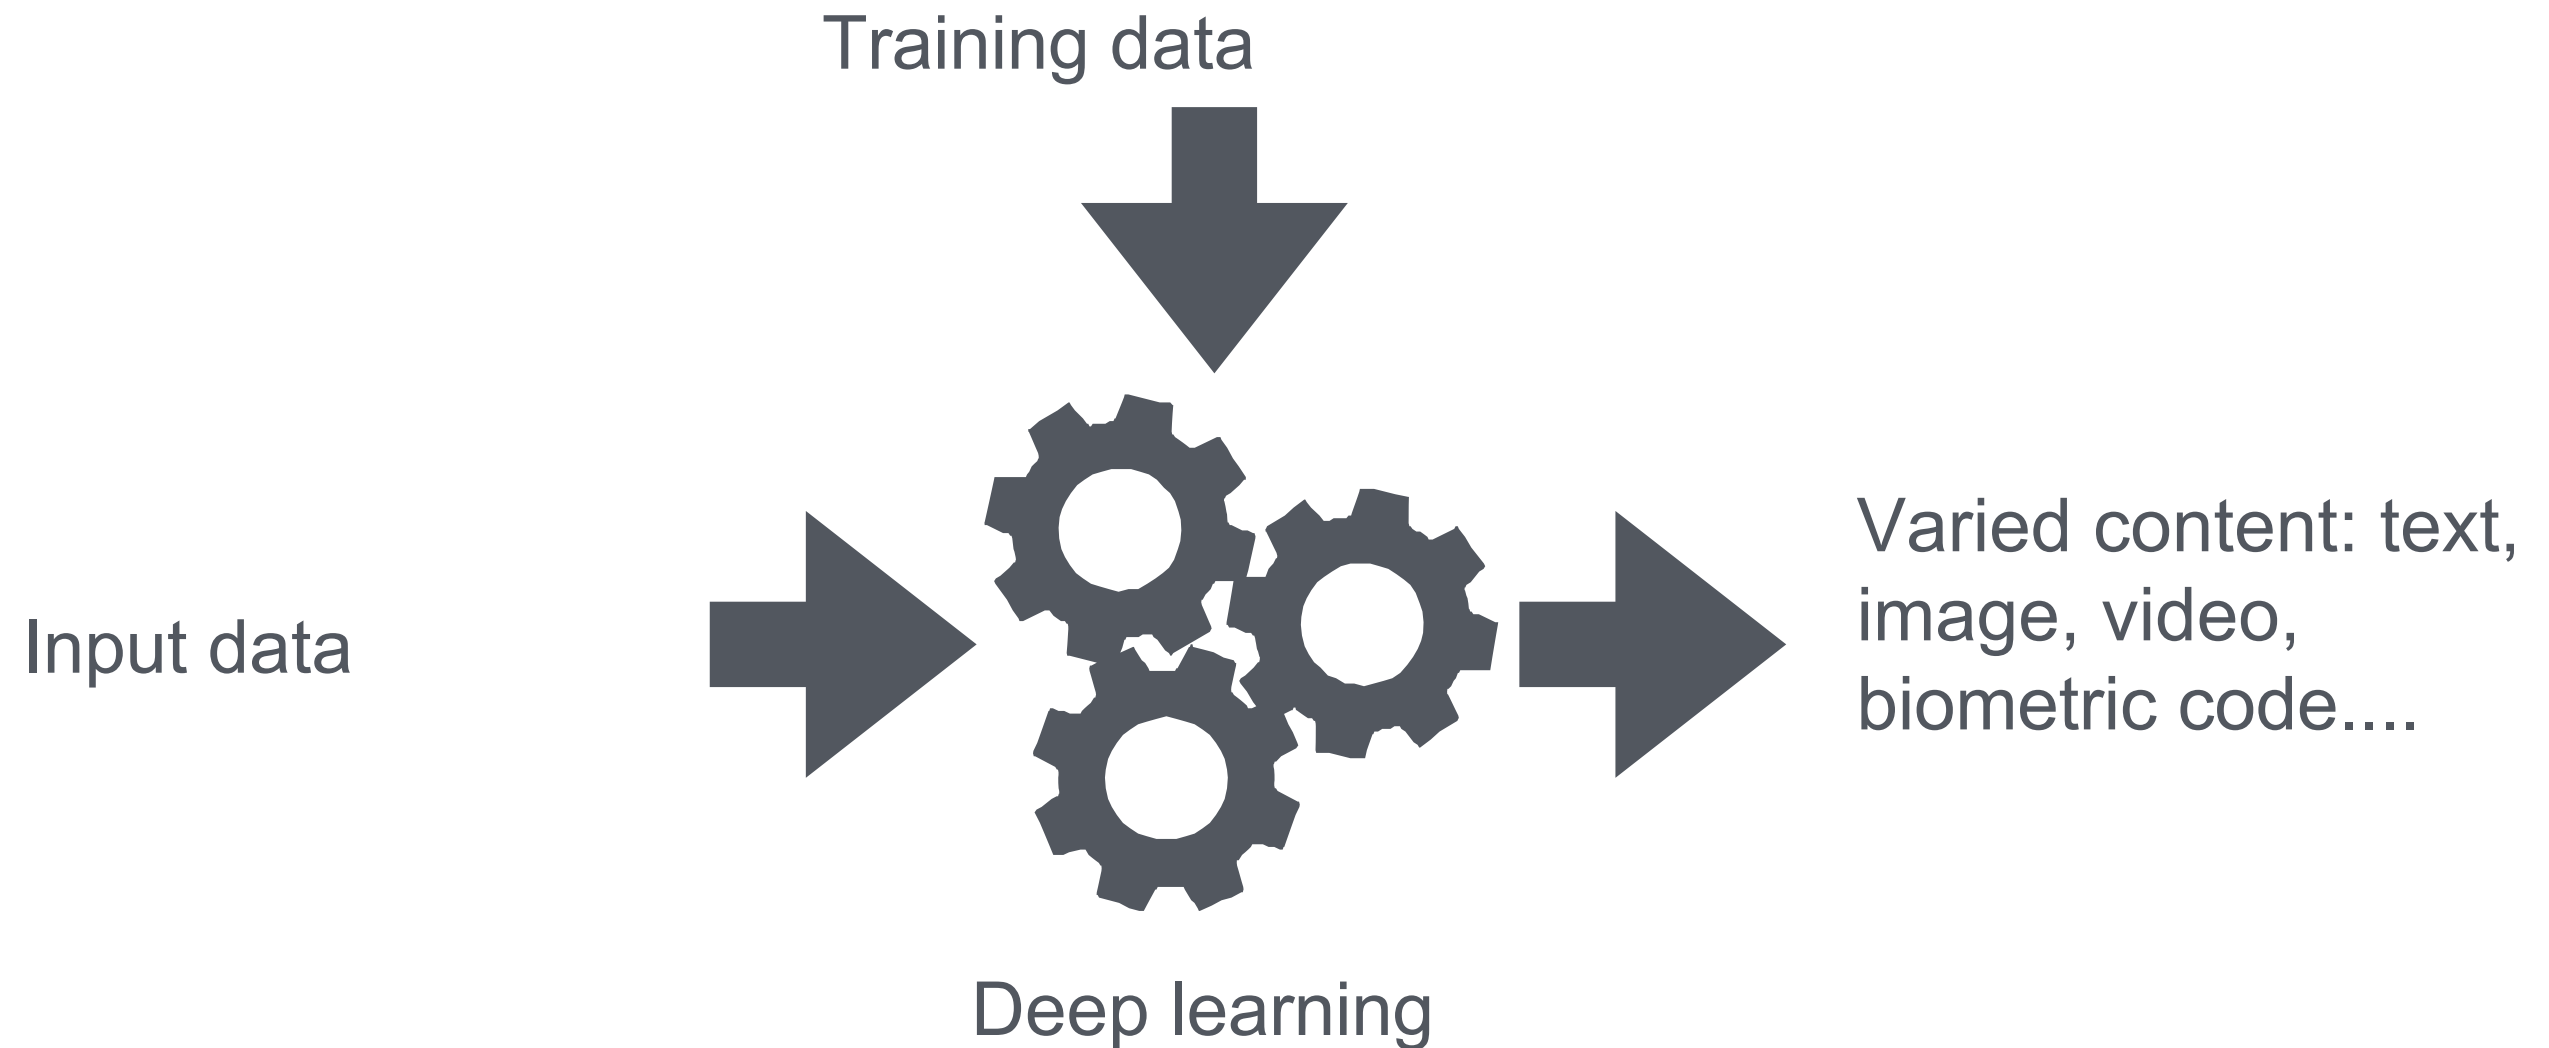 Training data
Input data
Varied content: text,
image, video,
biometric code....
Deep learning